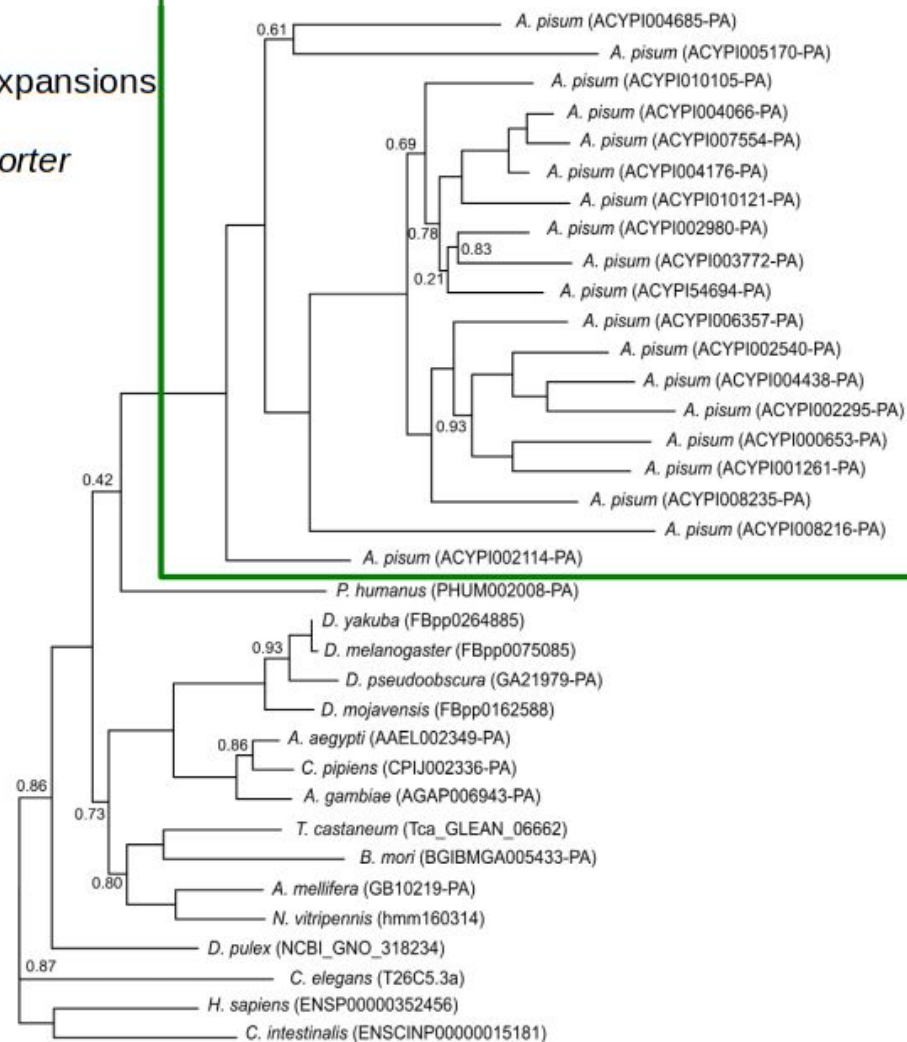 xpansions
orter
0.61
A. pisum (ACYPI004685-PA)
A. pisum (ACYPI005170-PA)
A. pisum (ACYPI010105-PA)
A. pisum (ACYPI004066-PA)
0.69
A. pisum (ACYPI007554-PA)
A. pisum (ACYPI004176-PA)
A. pisum (ACYPI010121-PA)
0.78
A. pisum (ACYPI002980-PA)
0.83
A. pisum (ACYPI003772-PA)
0.21
A. pisum (ACYPI54694-PA)
A. pisum (ACYPI006357-PA)
A. pisum (ACYPI002540-PA)
A. pisum (ACYPI004438-PA)
A. pisum (ACYPI002295-PA)
0.93
A. pisum (ACYPI000653-PA)
A. pisum (ACYPI001261-PA)
0.42
A. pisum (ACYPI008235-PA)
A. pisum (ACYPI008216-PA)
A. pisum (ACYPI002114-PA)
P. humanus (PHUM002008-PA)
D. yakuba (FBpp0264885)
0.93
D. melanogaster (FBpp0075085)
D. pseudoobscura (GA21979-PA)
D. mojavensis (FBpp0162588)
0.86
A. aegypti (AAEL002349-PA)
C. pipiens (CPIJ002336-PA)
0.86
A. gambiae (AGAP006943-PA)
0.73
T. castaneum (Tca_GLEAN_06662)
B. mori (BGIBMGA005433-PA)
0.80
A. mellifera (GB10219-PA)
N. vitripennis (hmm160314)
D. pulex (NCBI_GNO_318234)
0.87
C. elegans (T26C5.3a)
H. sapiens (ENSP00000352456)
C. intestinalis (ENSCINP00000015181)